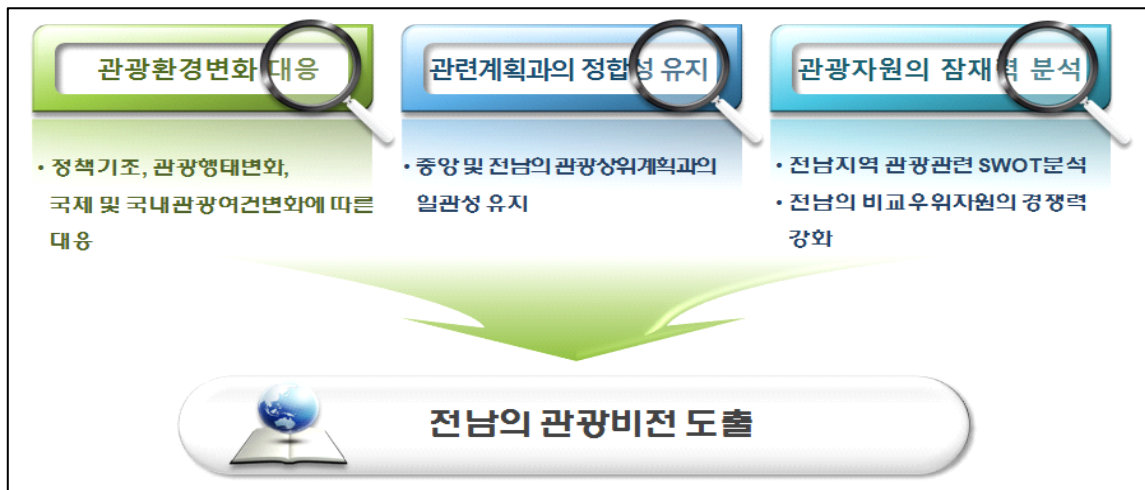 관광환경변화 대응
• 정책기조, 관광행태변화,
국제 및 국내관광여건변화에 따른
대응
관련계획과의 정합성 유지
• 중앙 및 전남의 관광상위계획과의
일관성 유지
관광자원의 잠재력 분석
• 전남지역 관광관련 SWOT분석
• 전남의 비교우위자원의 경쟁력
강화
전남의 관광비전 도출